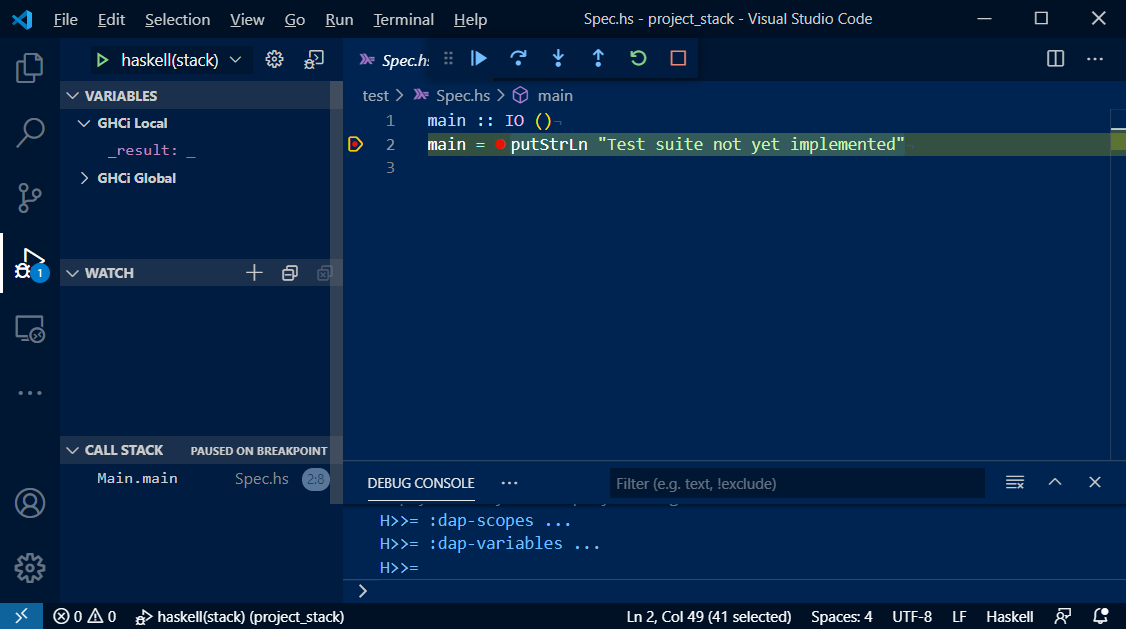 File Edit Selection View Go Run Terminal Help Spec.hs - project_stack - Visual Studio Code
haskell(stack)
Spec.hs
VARIABLES
GHCi Local
_result: _
GHCi Global
1
WATCH
CALL STACK PAUSED ON BREAKPOINT
Main.main Spec.hs 2:8
test > Spec.hs > main
1 main :: IO ()¬
2 main = putStrLn "Test suite not yet implemented"¬
3
DEBUG CONSOLE
Filter (e.g. text, !exclude)
H>>= :dap-scopes ...
H>>= :dap-variables ...
H>>=
>
0 0 haskell(stack) (project_stack) Ln 2, Col 49 (41 selected) Spaces: 4 UTF-8 LF Haskell